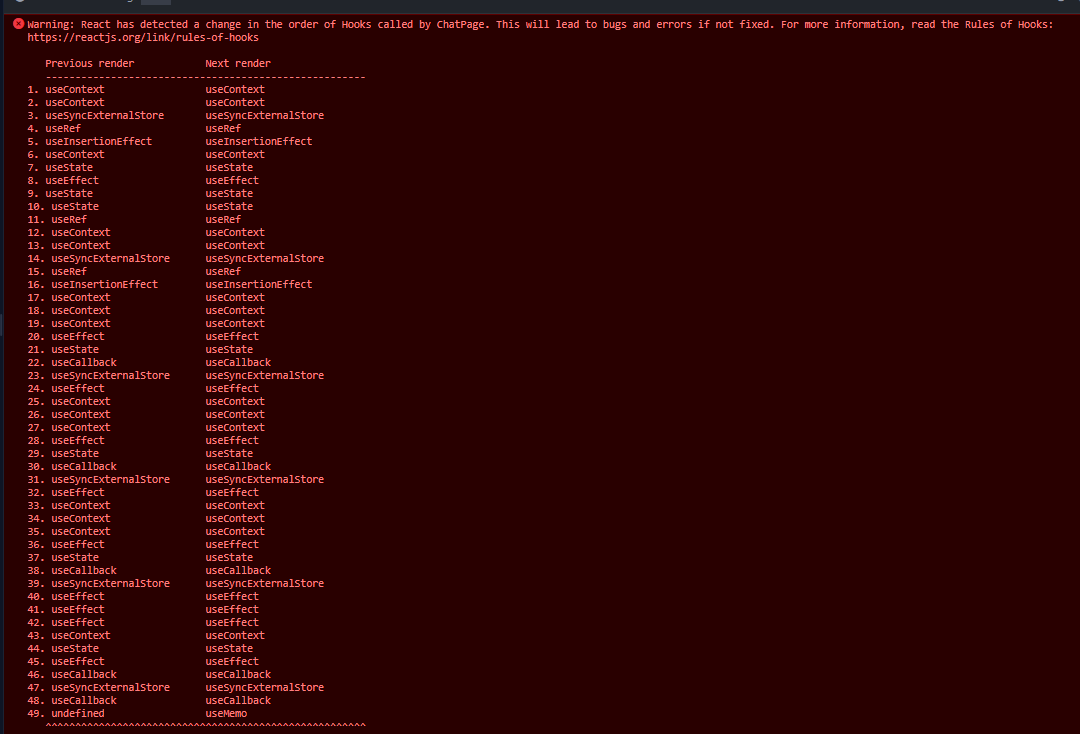 Warning: React has detected a change in the order of Hooks called by ChatPage. This will lead to bugs and errors if not fixed. For more information, read the Rules of Hooks:
https://reactjs.org/link/rules-of-hooks
Previous render            Next render
------------------------------------------------------
1. useContext                 useContext
2. useContext                 useContext
3. useSyncExternalStore       useSyncExternalStore
4. useRef                     useRef
5. useInsertionEffect         useInsertionEffect
6. useContext                 useContext
7. useState                   useState
8. useEffect                  useEffect
9. useState                   useState
10. useState                  useState
11. useRef                    useRef
12. useContext                useContext
13. useContext                useContext
14. useSyncExternalStore      useSyncExternalStore
15. useRef                    useRef
16. useInsertionEffect        useInsertionEffect
17. useContext                useContext
18. useContext                useContext
19. useContext                useContext
20. useEffect                 useEffect
21. useState                  useState
22. useCallback               useCallback
23. useSyncExternalStore      useSyncExternalStore
24. useEffect                 useEffect
25. useContext                useContext
26. useContext                useContext
27. useContext                useContext
28. useEffect                 useEffect
29. useState                  useState
30. useCallback               useCallback
31. useSyncExternalStore      useSyncExternalStore
32. useEffect                 useEffect
33. useContext                useContext
34. useContext                useContext
35. useContext                useContext
36. useEffect                 useEffect
37. useState                  useState
38. useCallback               useCallback
39. useSyncExternalStore      useSyncExternalStore
40. useEffect                 useEffect
41. useEffect                 useEffect
42. useEffect                 useEffect
43. useContext                useContext
44. useState                  useState
45. useEffect                 useEffect
46. useCallback               useCallback
47. useSyncExternalStore      useSyncExternalStore
48. useCallback               useCallback
49. undefined                 useMemo
^^^^^^^^^^^^^^^^^^^^^^^^^^^^^^^^^^^^^^^^^^^^^^^^^^^^^^